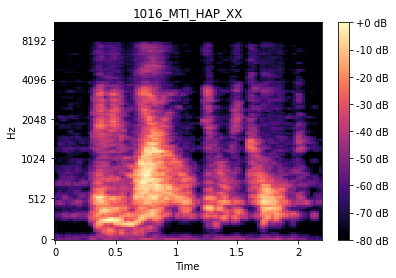 1016_MTI_HAP_XX
+0 dB
8192
-10 dB
4096
-20 dB
-30 dB
2048
Hz
-40 dB
1024
-50 dB
512
-60 dB
-70 dB
0
-80 dB
0
0.5
1
1.5
2
Time